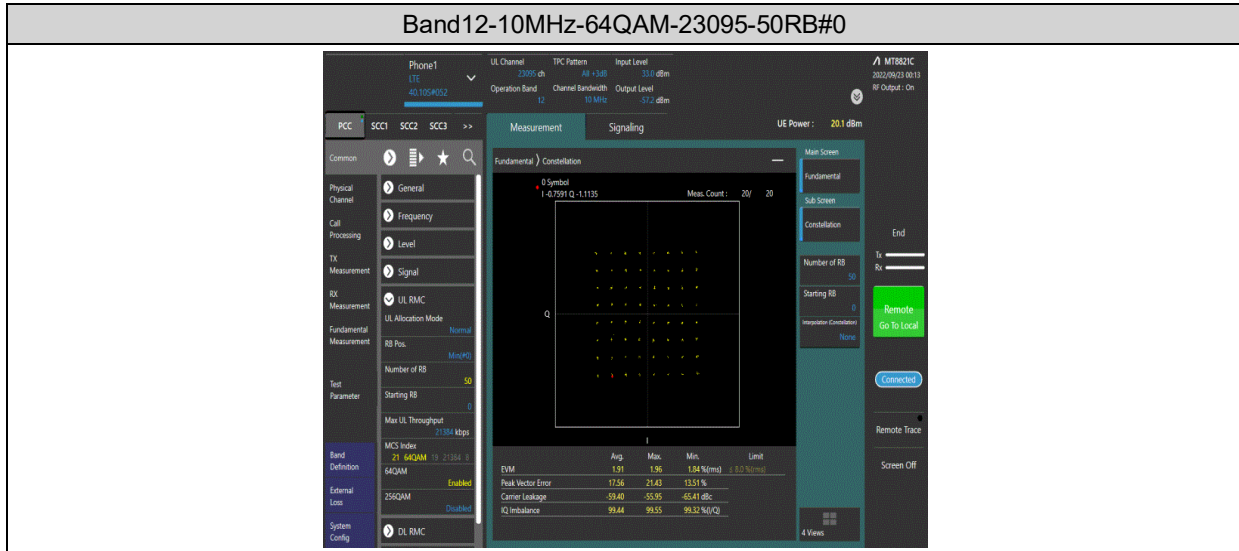 Band12-10MHz-64QAM-23095-50RB#0
Phone1
LTE
40.10S#052
UL Channel TPC Pattern Input Level
23095 ch All +3dB 33.0 dBm
Operation Band Channel Bandwidth Output Level
12 10 MHz -57.2 dBm
MT8821C
2022/09/23 00:13
RF Output : On
PCC SCC1 SCC2 SCC3 >>
Measurement Signaling
UE Power : 20.1 dBm
Common
Physical
Channel
Call
Processing
TX
Measurement
RX
Measurement
Fundamental
Measurement
Test
Parameter
Band
Definition
External
Loss
System
Config
General
Frequency
Level
Signal
UL RMC
UL Allocation Mode
Normal
RB Pos.
Min(#0)
Number of RB
50
Starting RB
0
Max UL Throughput
21384 kbps
MCS Index
21 64QAM 19 21384 8
64QAM
Enabled
256QAM
Disabled
DL RMC
Fundamental Constellation
0 Symbol
I -0.7591 Q -1.1135
Meas. Count : 20/ 20
Q
I
Avg. Max. Min. Limit
EVM 1.91 1.96 1.84 %(rms) ≤ 8.0 %(rms)
Peak Vector Error 17.56 21.43 13.51 %
Carrier Leakage -59.40 -55.95 -65.41 dBc
IQ Imbalance 99.44 99.55 99.32 %(I/Q)
Main Screen
Fundamental
Sub Screen
Constellation
Number of RB
50
Starting RB
0
Interpolation (Constellation)
None
4 Views
End
Tx
Rx
Remote
Go To Local
Connected
Remote Trace
Screen Off